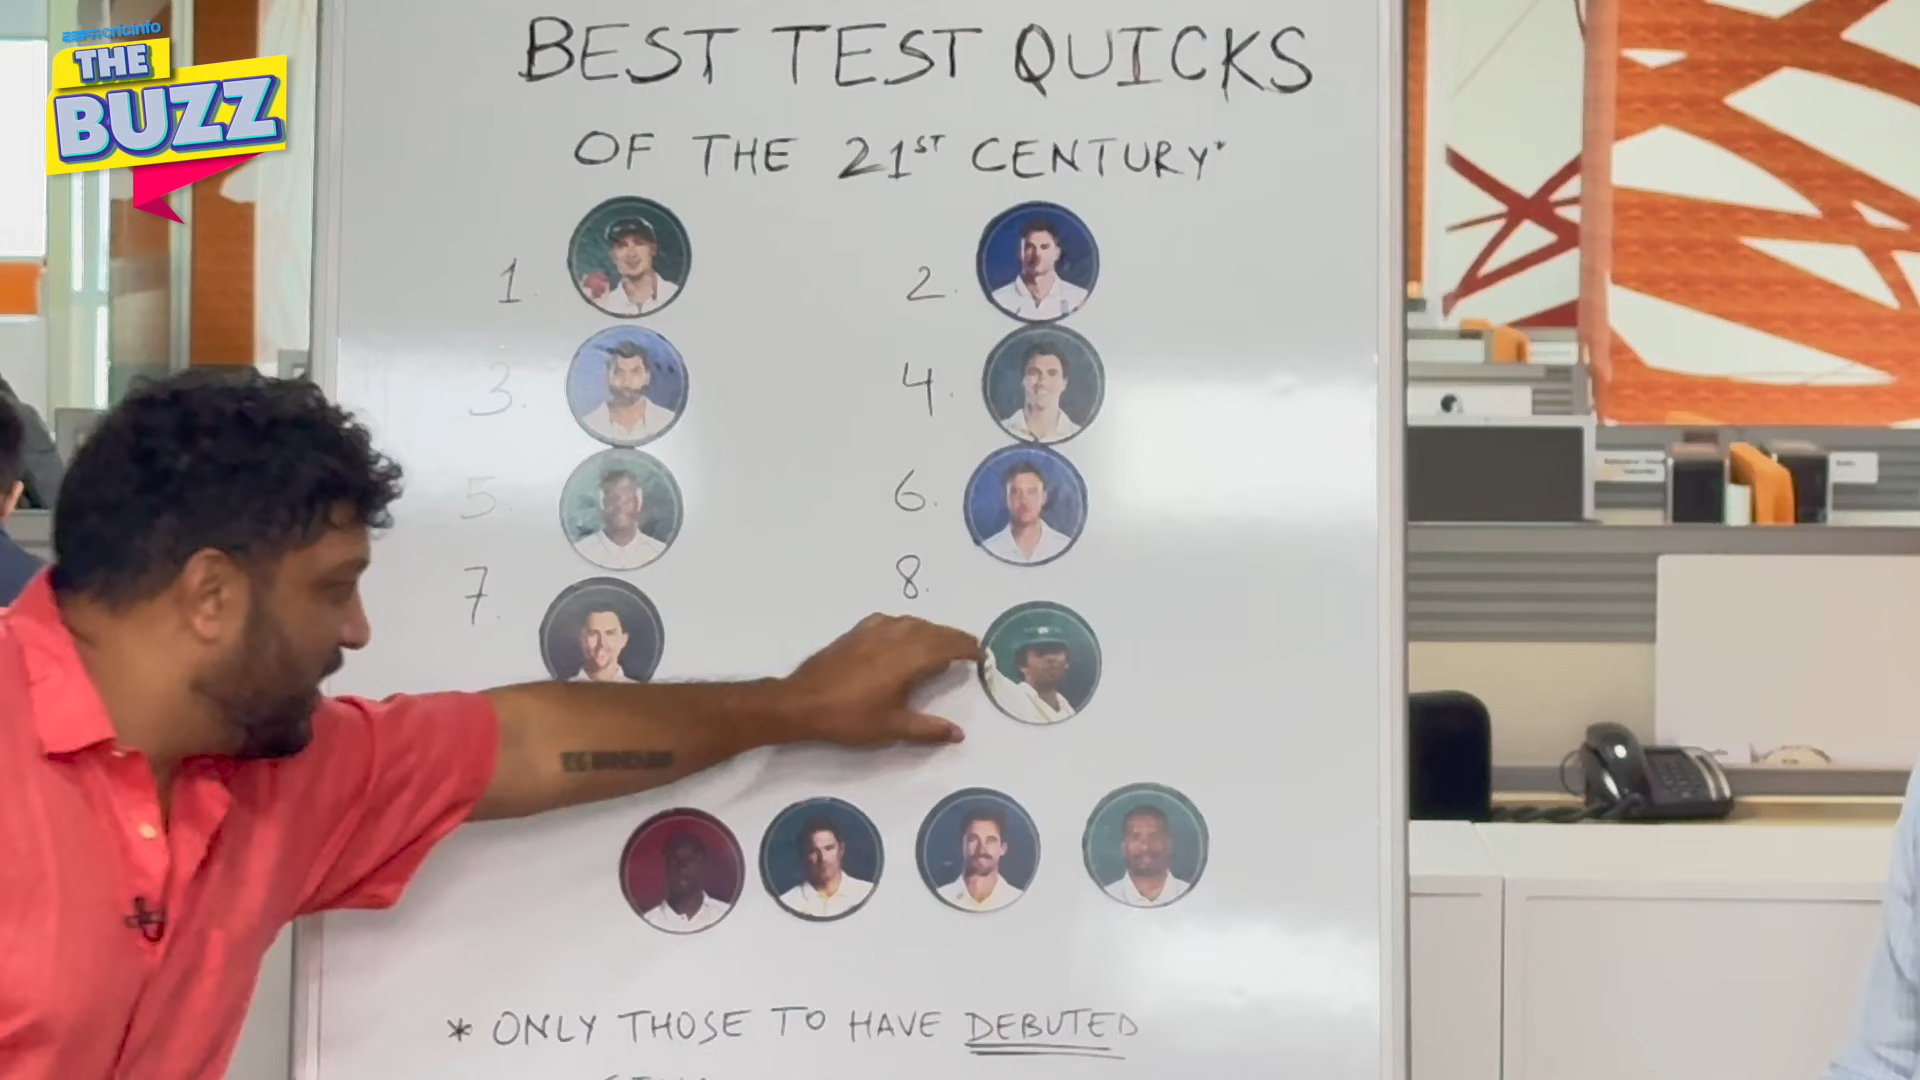 ESPNcricinfo
THE
BUZZ
BEST TEST QUICKS
OF THE 21ST CENTURY*
1.
2.
3.
4.
5.
6.
7.
8.
* ONLY THOSE TO HAVE DEBUTED